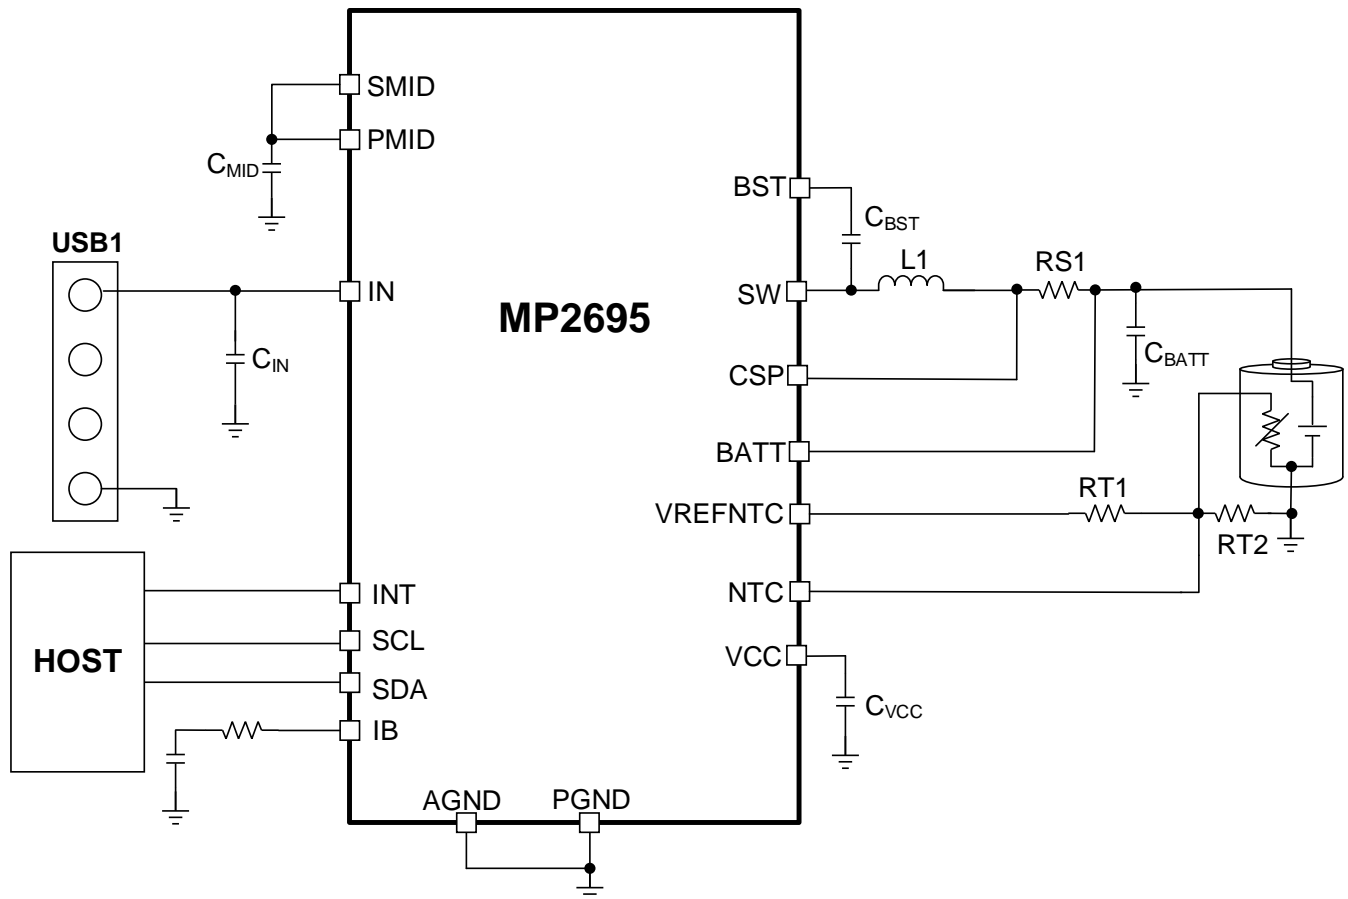 SMID
PMID
CMID
USB1
IN
CIN
MP2695
BST
CBST
L1
RS1
SW
CBATT
CSP
BATT
RT1
VREFNTC
RT2
NTC
INT
SCL
HOST
SDA
IB
VCC
CVCC
AGND
PGND